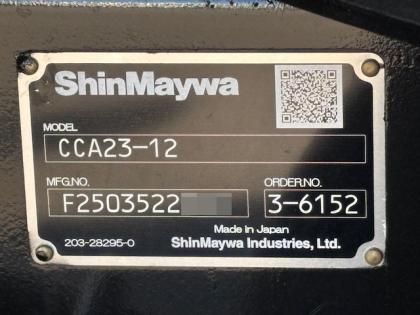 ShinMaywa
MODEL
CCA23-12
MFG.NO. ORDER.NO.
F2503522 3-6152
Made in Japan
203-28295-0 ShinMaywa Industries, Ltd.